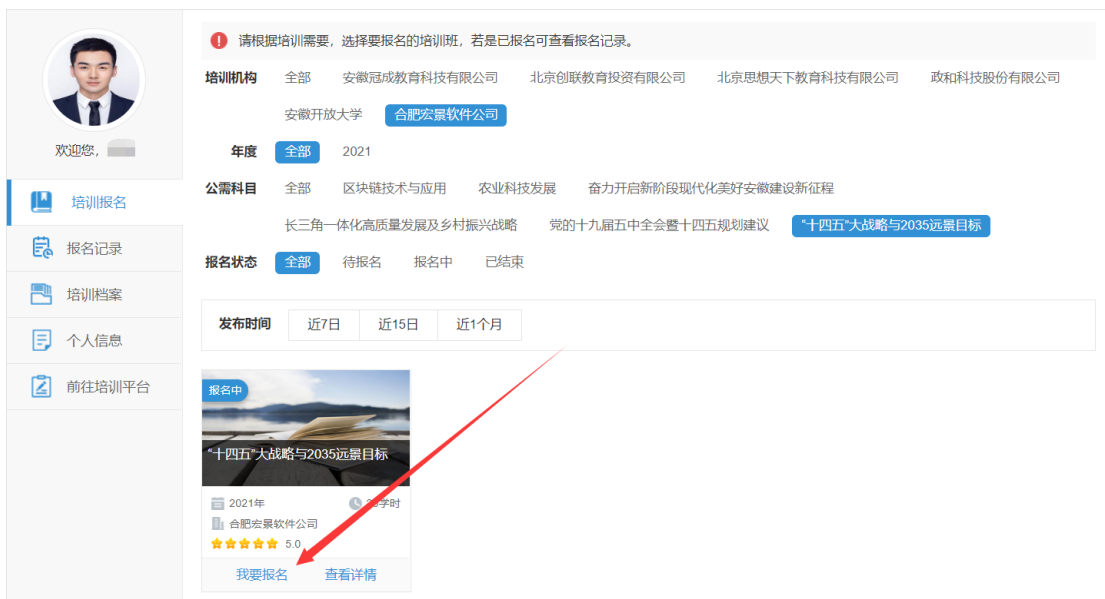 请根据培训需要，选择要报名的培训班，若是已报名可查看报名记录。
培训机构 全部 安徽冠成教育科技有限公司 北京创联教育投资有限公司 北京思想天下教育科技有限公司 政和科技股份有限公司
安徽开放大学 合肥宏景软件公司
年度 全部 2021
公需科目 全部 区块链技术与应用 农业科技发展 奋力开启新阶段现代化美好安徽建设新征程
长三角一体化高质量发展及乡村振兴战略 党的十九届五中全会暨十四五规划建议 “十四五”大战略与2035远景目标
报名状态 全部 待报名 报名中 已结束
发布时间 近7日 近15日 近1个月
欢迎您，
培训报名
报名记录
培训档案
个人信息
前往培训平台
报名中
“十四五”大战略与2035远景目标
2021年 学时
合肥宏景软件公司
5.0
我要报名 查看详情